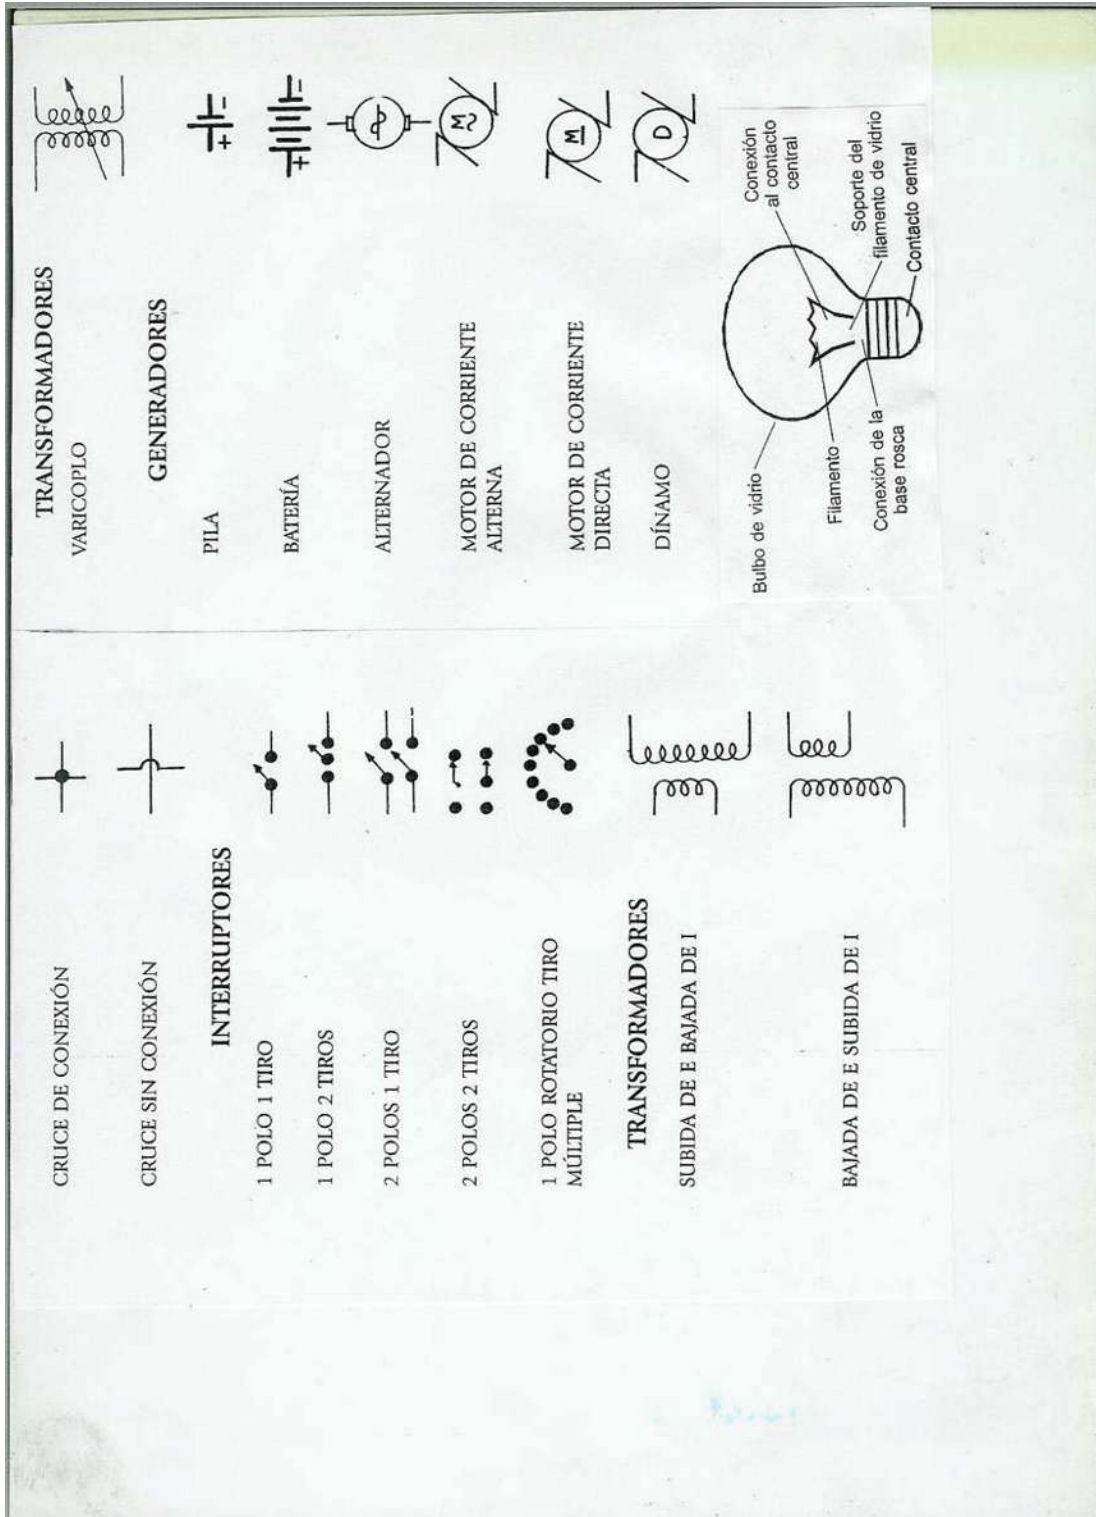 CRUCE DE CONEXIÓN
CRUCE SIN CONEXIÓN
INTERRUPTORES
1 POLO 1 TIRO
1 POLO 2 TIROS
2 POLOS 1 TIRO
2 POLOS 2 TIROS
1 POLO ROTATORIO TIRO
MÚLTIPLE
TRANSFORMADORES
SUBIDA DE E BAJADA DE I
BAJADA DE E SUBIDA DE I
TRANSFORMADORES
VARICOPLO
GENERADORES
PILA
+ −
BATERÍA
+ −
ALTERNADOR
MOTOR DE CORRIENTE
ALTERNA
M
MOTOR DE CORRIENTE
DIRECTA
M
DÍNAMO
D
Bulbo de vidrio
Filamento
Conexión de la
base rosca
Conexión
al contacto
central
Soporte del
filamento de vidrio
Contacto central